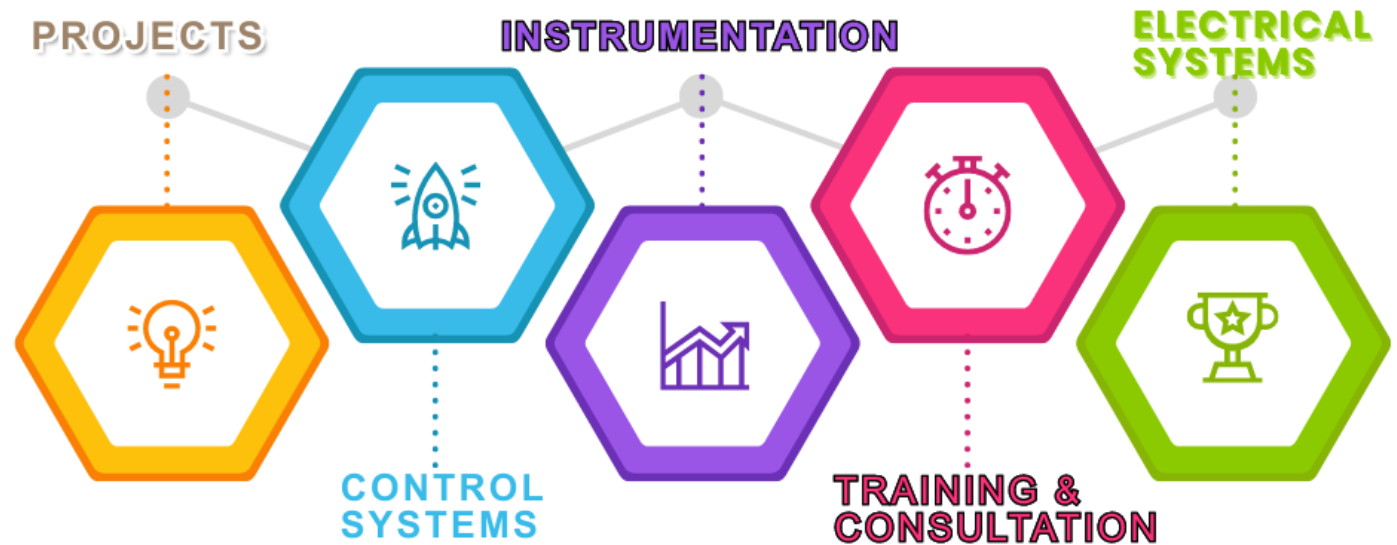 PROJECTS
INSTRUMENTATION
ELECTRICAL
SYSTEMS
CONTROL
SYSTEMS
TRAINING &
CONSULTATION